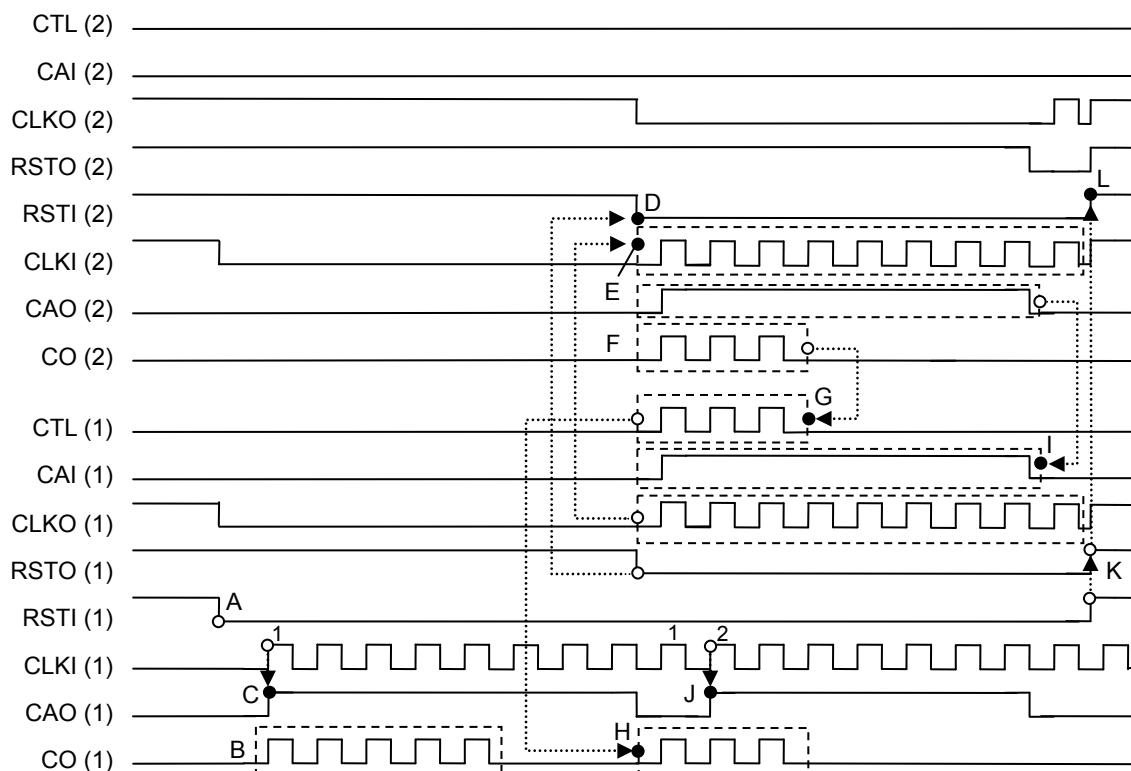 CTL (2)
CAI (2)
CLKO (2)
RSTO (2)
L
RSTI (2)
D
CLKI (2)
E
CAO (2)
CO (2)
F
G
CTL (1)
I
CAI (1)
CLKO (1)
RSTO (1)
K
RSTI (1)
A
CLKI (1)
1
1
2
CAO (1)
C
J
CO (1)
B
H